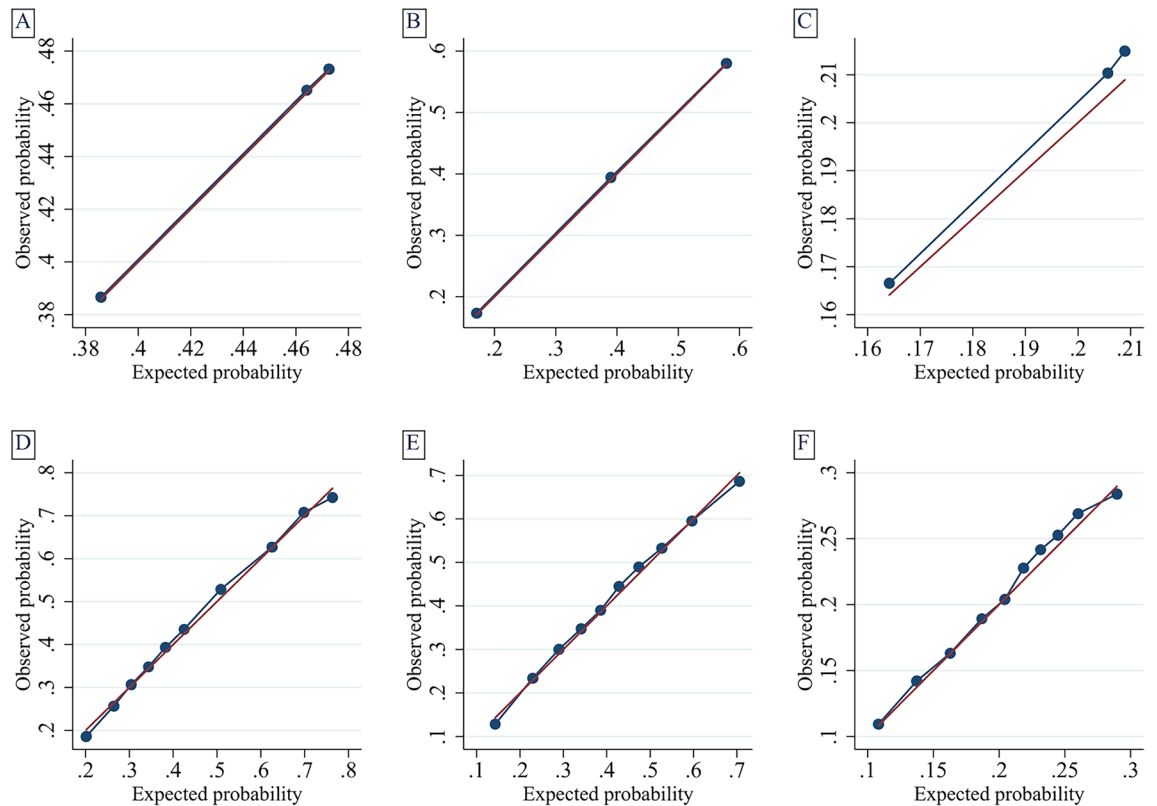 A
B
C
Observed probability
.48
.46
.44
.42
.4
.38
.38 .4 .42 .44 .46 .48
Expected probability
Observed probability
.6
.5
.4
.3
.2
.2 .3 .4 .5 .6
Expected probability
Observed probability
.21
.2
.19
.18
.17
.16
.16 .17 .18 .19 .2 .21
Expected probability
D
E
F
Observed probability
.8
.7
.6
.5
.4
.3
.2
.2 .3 .4 .5 .6 .7 .8
Expected probability
Observed probability
.7
.6
.5
.4
.3
.2
.1
.1 .2 .3 .4 .5 .6 .7
Expected probability
Observed probability
.3
.25
.2
.15
.1
.1 .15 .2 .25 .3
Expected probability